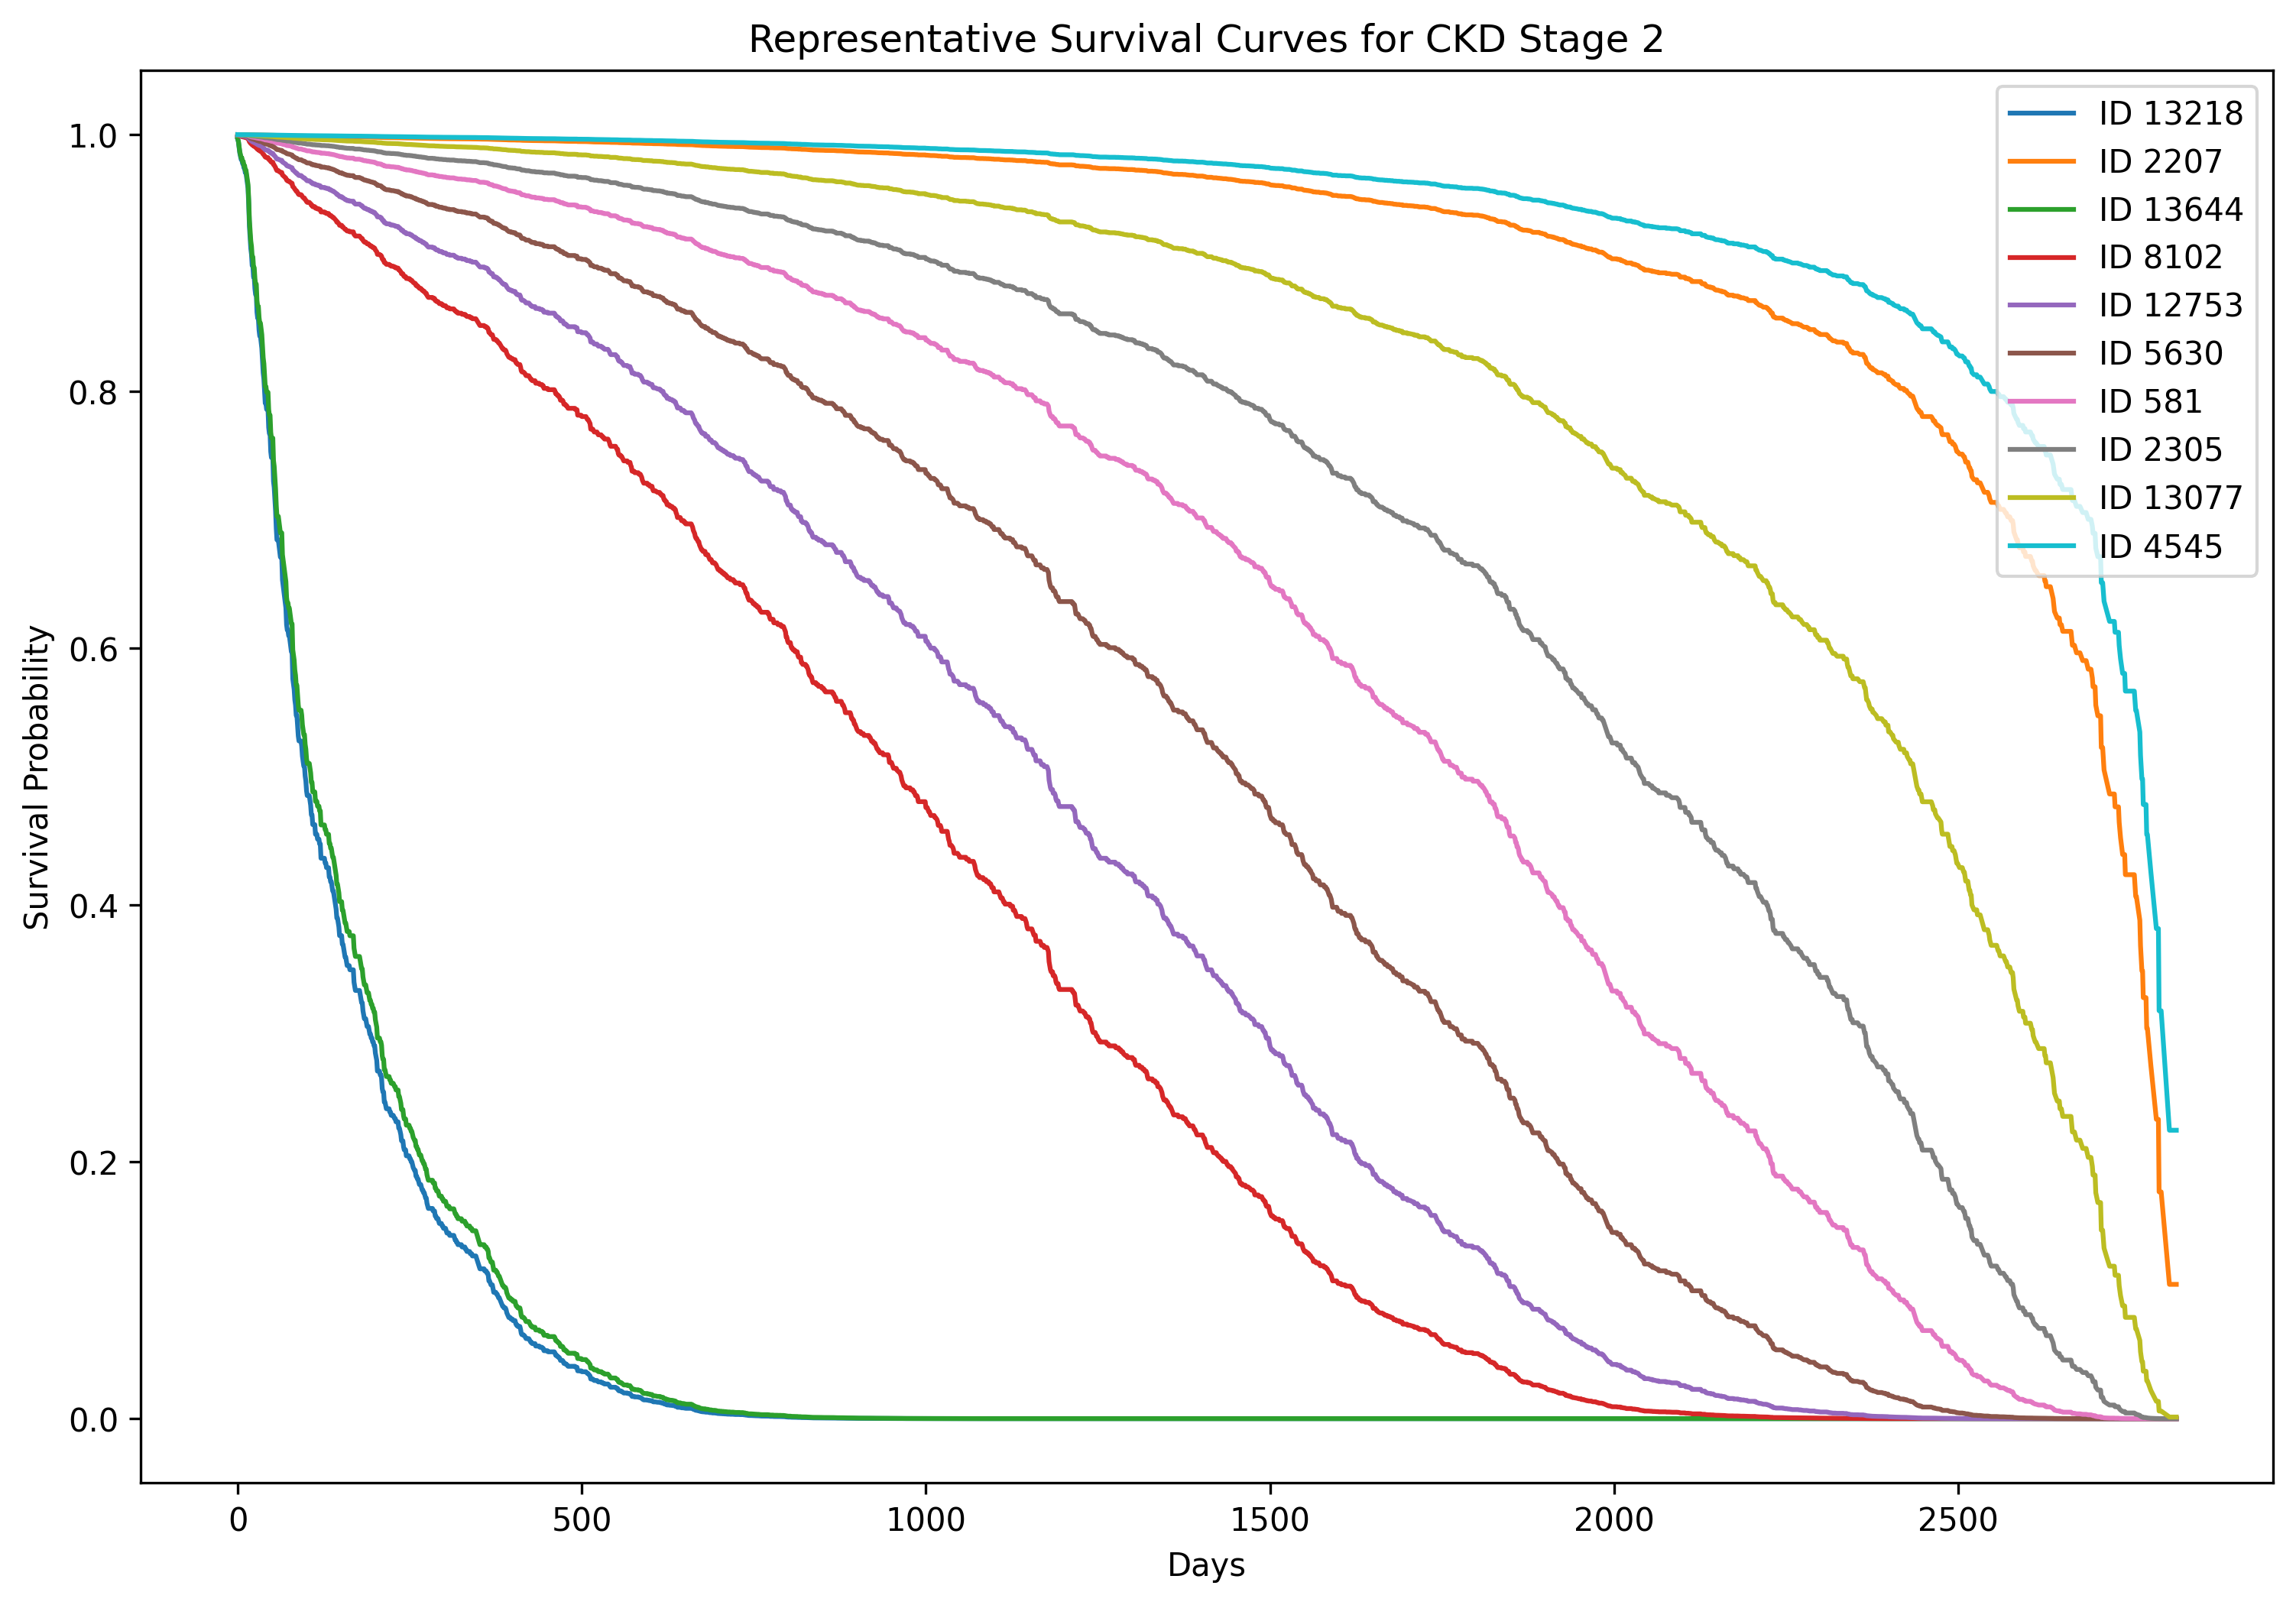 Representative Survival Curves for CKD Stage 2
Survival Probability
1.0
0.8
0.6
0.4
0.2
0.0
ID 13218
ID 2207
ID 13644
ID 8102
ID 12753
ID 5630
ID 581
ID 2305
ID 13077
ID 4545
0
500
1000
1500
2000
2500
Days